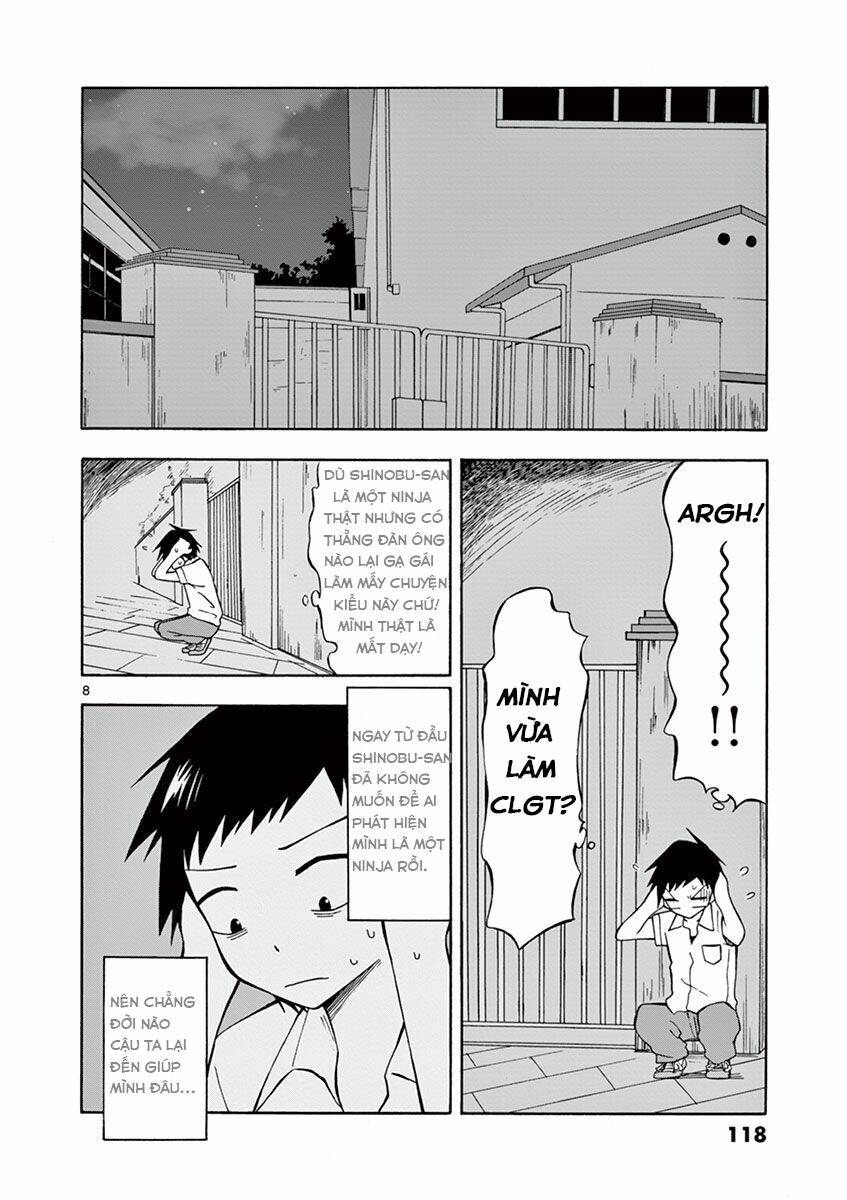 ARGH!
!!
MÌNH
VỪA
LÀM
CLGT?
DÙ SHINOBU-SAN
LÀ MỘT NINJA
THẬT NHƯNG CÓ
THẰNG ĐÀN ÔNG
NÀO LẠI GẠ GÁI
LÀM MẤY CHUYỆN
KIỂU NÀY CHỨ!
MÌNH THẬT LÀ
MẤT DẠY!
8
NGAY TỪ ĐẦU
SHINOBU-SAN
ĐÃ KHÔNG
MUỐN ĐỂ AI
PHÁT HIỆN
MÌNH LÀ MỘT
NINJA RỒI.
NÊN CHẲNG
ĐỜI NÀO
CẬU TA LẠI
ĐẾN GIÚP
MÌNH ĐÂU...
118